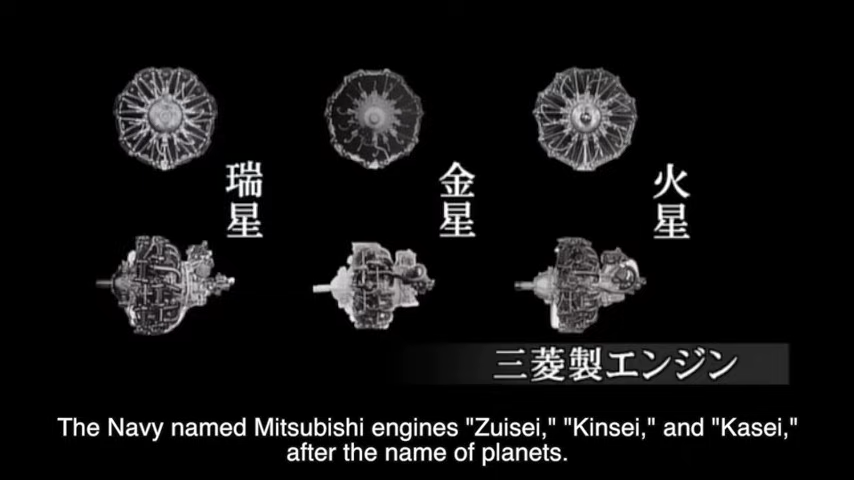 瑞星
金星
火星
三菱製エンジン
The Navy named Mitsubishi engines "Zuisei," "Kinsei," and "Kasei,"
after the name of planets.